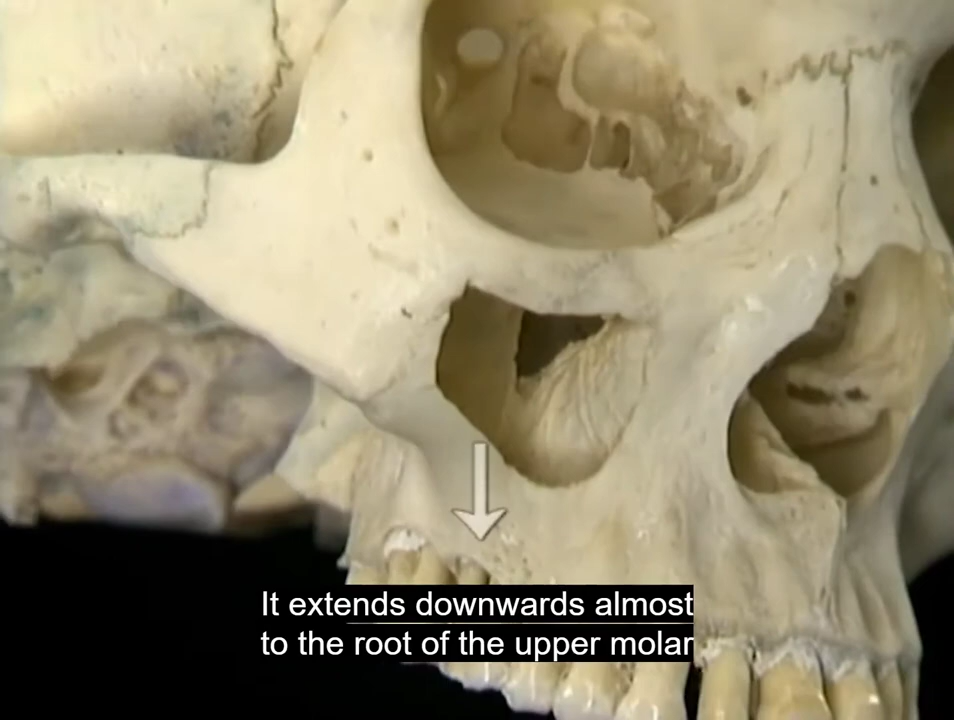 It extends downwards almost
to the root of the upper molar